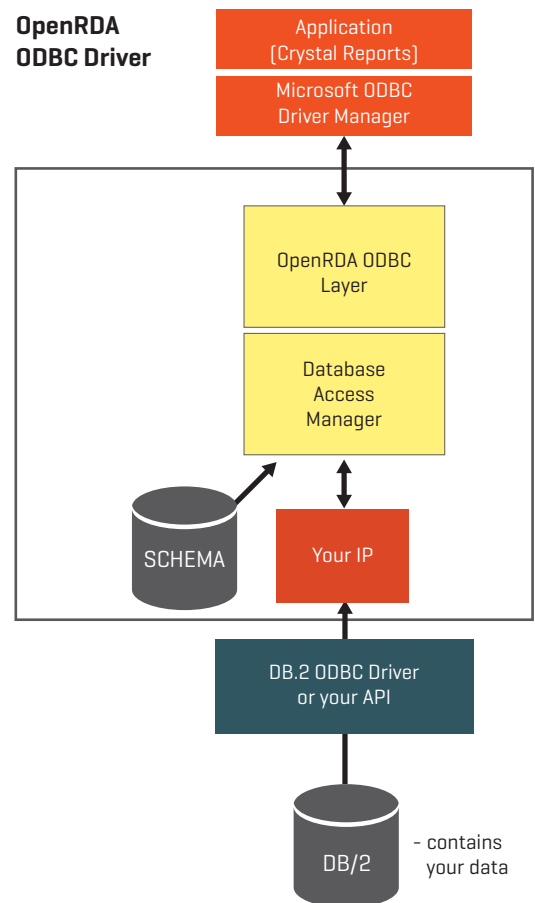 OpenRDA
ODBC Driver
Application
(Crystal Reports)
Microsoft ODBC
Driver Manager
OpenRDA ODBC
Layer
Database
Access
Manager
SCHEMA
Your IP
DB.2 ODBC Driver
or your API
DB/2
- contains
your data